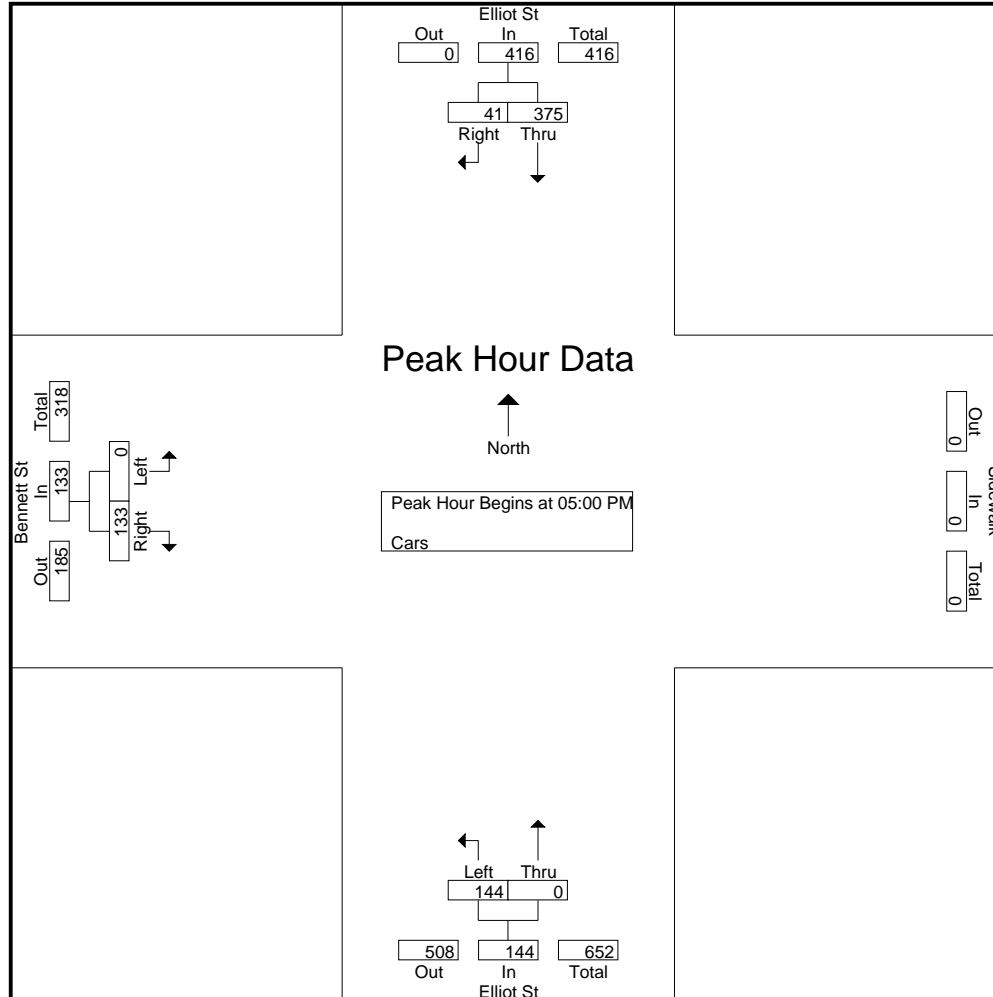 Elliot St
Out In Total
0 416 416
41 375
Right Thru
Peak Hour Data
North
Peak Hour Begins at 05:00 PM
Cars
Bennett St
Total In Out
318 133 185
0 133
Left Right
Out In Total
0 0 0
Left Thru
144 0
508 144 652
Out In Total
Elliot St